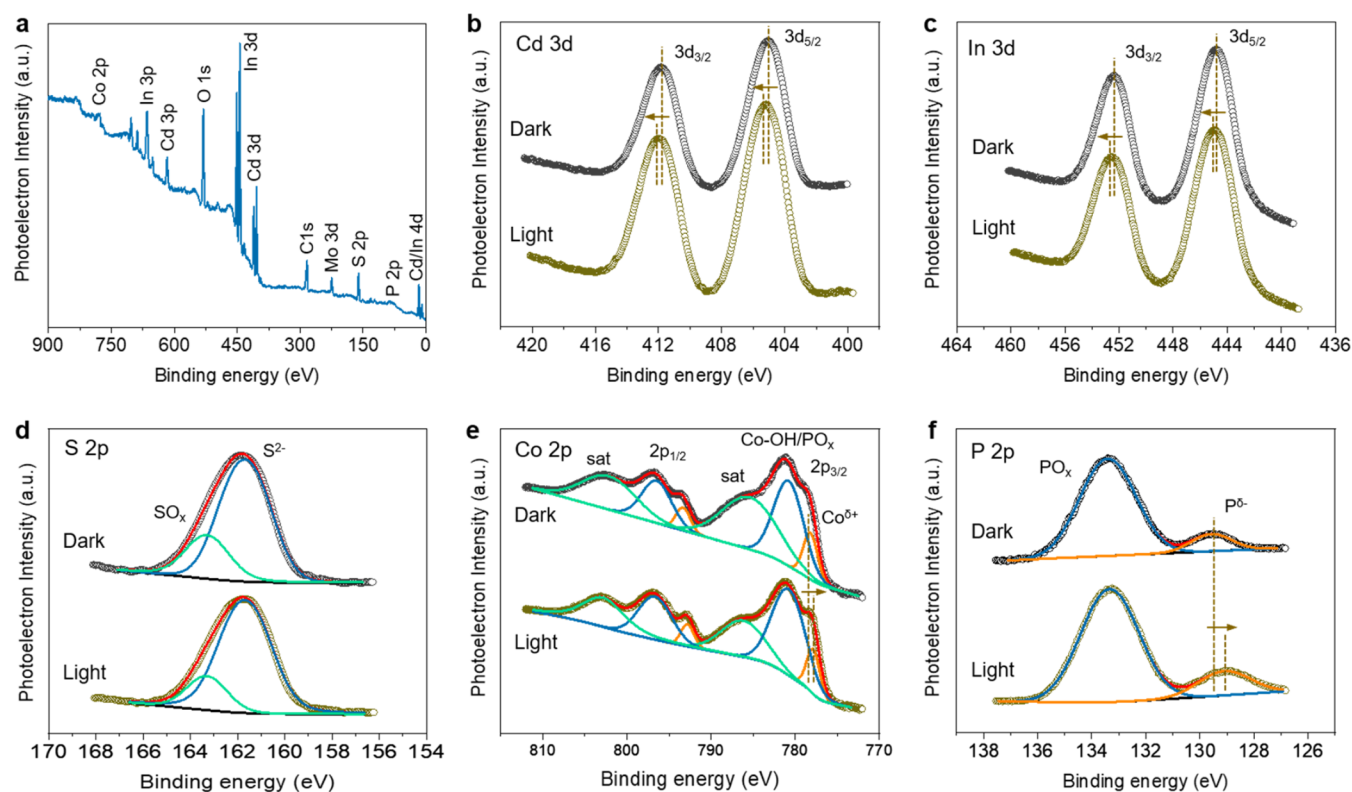 a
Photoelectron Intensity (a.u.)
Co 2p
In 3p
Cd 3p
O 1s
In 3d
Cd 3d
C1s
Mo 3d
S 2p
P 2p
Cd/In 4d
900 750 600 450 300 150 0
Binding energy (eV)
b
Photoelectron Intensity (a.u.)
Cd 3d
3d3/2
3d5/2
Dark
Light
420 416 412 408 404 400
Binding energy (eV)
c
Photoelectron Intensity (a.u.)
In 3d
3d3/2
3d5/2
Dark
Light
464 460 456 452 448 444 440 436
Binding energy (eV)
d
Photoelectron Intensity (a.u.)
S 2p
S2-
SOx
Dark
Light
170 168 166 164 162 160 158 156 154
Binding energy (eV)
e
Photoelectron Intensity (a.u.)
Co 2p
sat
2p1/2
sat
Co-OH/POx
2p3/2
Coδ+
Dark
Light
810 800 790 780 770
Binding energy (eV)
f
Photoelectron Intensity (a.u.)
P 2p
POx
Pδ-
Dark
Light
138 135 132 129 126
Binding energy (eV)